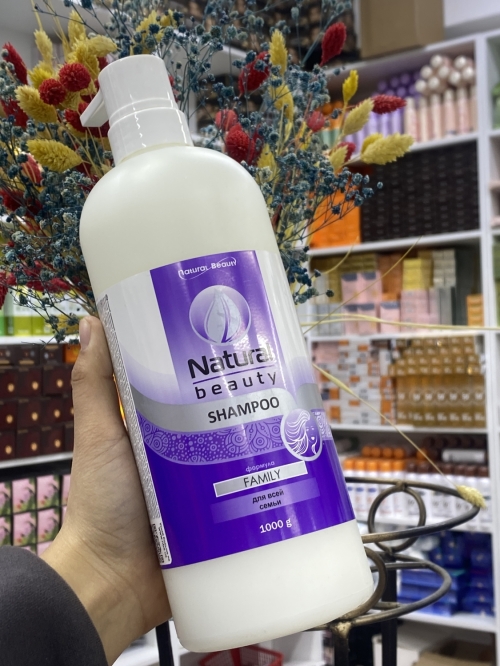 Natural Beauty
Natural
beauty
SHAMPOO
формула
FAMILY
для всей
семьи
1000 g